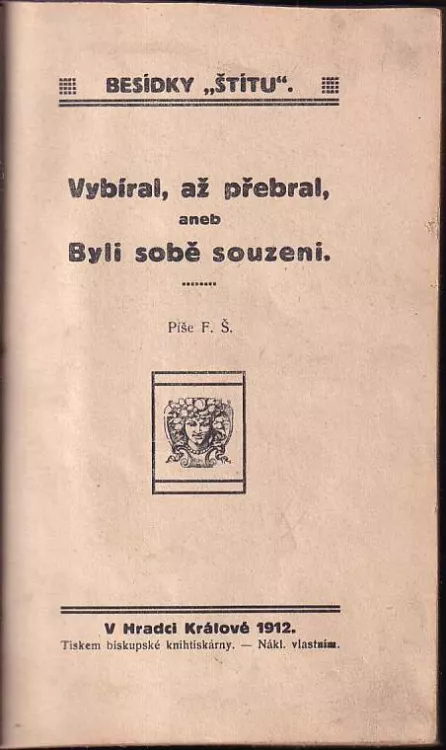 BESÍDKY „ŠTÍTU“.
Vybíral, až přebral,
aneb
Byli sobě souzeni.
Píše F. Š.
V Hradci Králové 1912.
Tiskem biskupské knihtiskárny. — Nákl. vlastním.